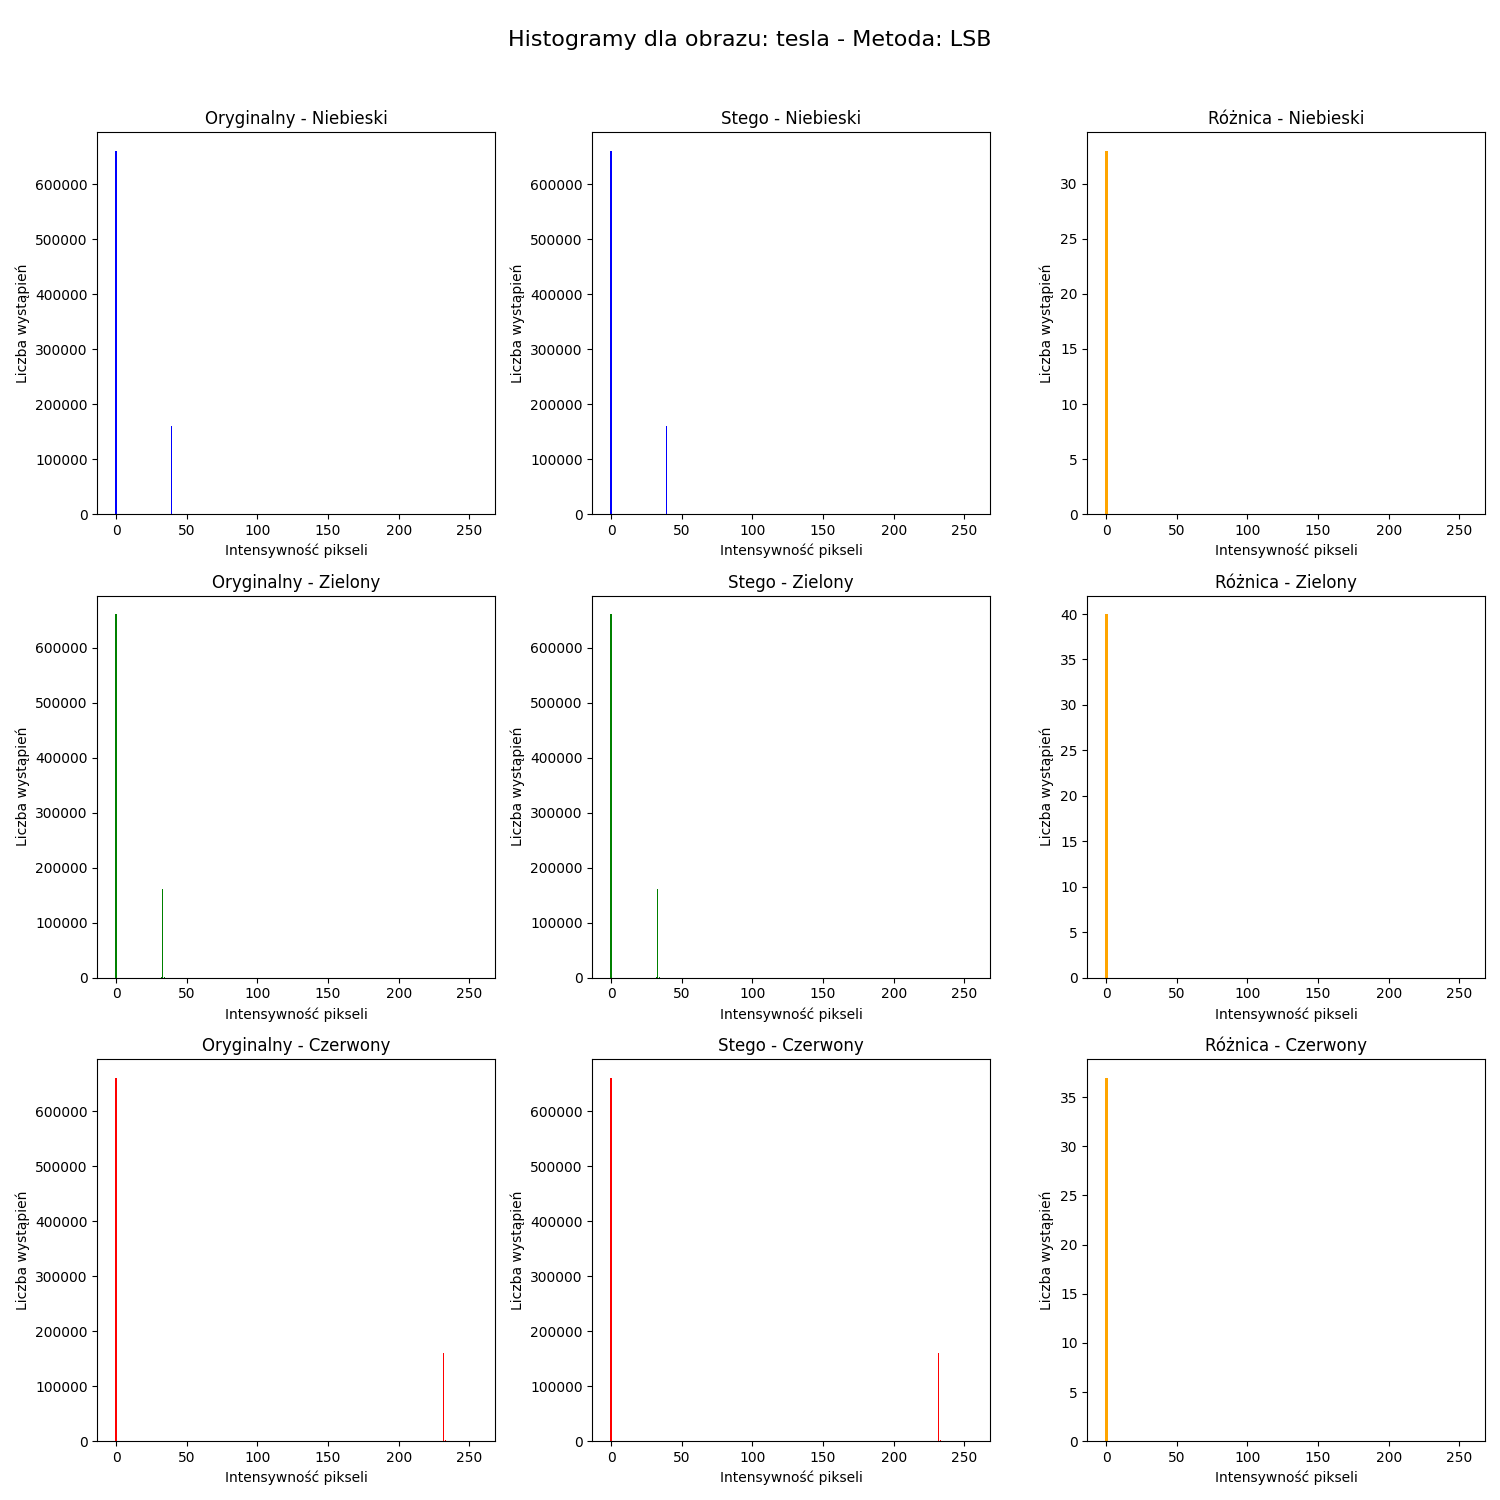 Histogramy dla obrazu: tesla - Metoda: LSB
Oryginalny - Niebieski
Stego - Niebieski
Różnica - Niebieski
Liczba wystąpień
600000
500000
400000
300000
200000
100000
0
0 50 100 150 200 250
Intensywność pikseli
Liczba wystąpień
600000
500000
400000
300000
200000
100000
0
0 50 100 150 200 250
Intensywność pikseli
Liczba wystąpień
30
25
20
15
10
5
0
0 50 100 150 200 250
Intensywność pikseli
Oryginalny - Zielony
Stego - Zielony
Różnica - Zielony
Liczba wystąpień
600000
500000
400000
300000
200000
100000
0
0 50 100 150 200 250
Intensywność pikseli
Liczba wystąpień
600000
500000
400000
300000
200000
100000
0
0 50 100 150 200 250
Intensywność pikseli
Liczba wystąpień
40
35
30
25
20
15
10
5
0
0 50 100 150 200 250
Intensywność pikseli
Oryginalny - Czerwony
Stego - Czerwony
Różnica - Czerwony
Liczba wystąpień
600000
500000
400000
300000
200000
100000
0
0 50 100 150 200 250
Intensywność pikseli
Liczba wystąpień
600000
500000
400000
300000
200000
100000
0
0 50 100 150 200 250
Intensywność pikseli
Liczba wystąpień
35
30
25
20
15
10
5
0
0 50 100 150 200 250
Intensywność pikseli